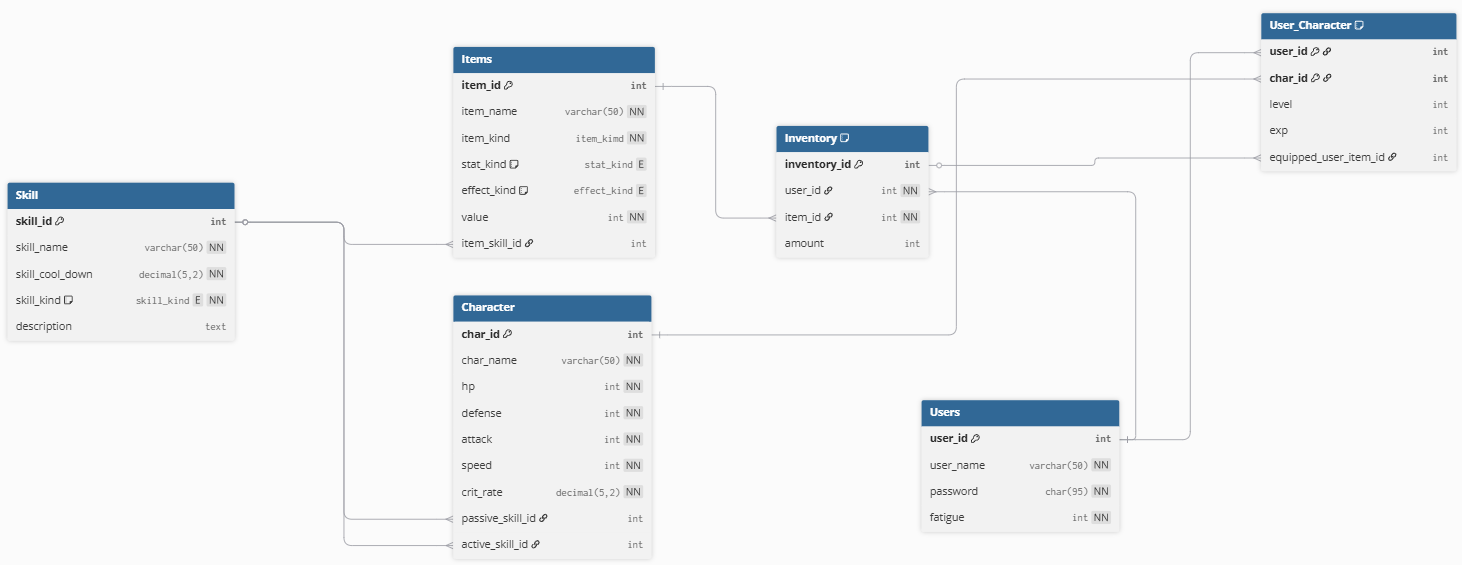 Skill
skill_id int
skill_name varchar(50) NN
skill_cool_down decimal(5,2) NN
skill_kind skill_kind E NN
description text
Items
item_id int
item_name varchar(50) NN
item_kind item_kimd NN
stat_kind stat_kind E
effect_kind effect_kind E
value int NN
item_skill_id int
Character
char_id int
char_name varchar(50) NN
hp int NN
defense int NN
attack int NN
speed int NN
crit_rate decimal(5,2) NN
passive_skill_id int
active_skill_id int
Inventory
inventory_id int
user_id int NN
item_id int NN
amount int
Users
user_id int
user_name varchar(50) NN
password char(95) NN
fatigue int NN
User_Character
user_id int
char_id int
level int
exp int
equipped_user_item_id int